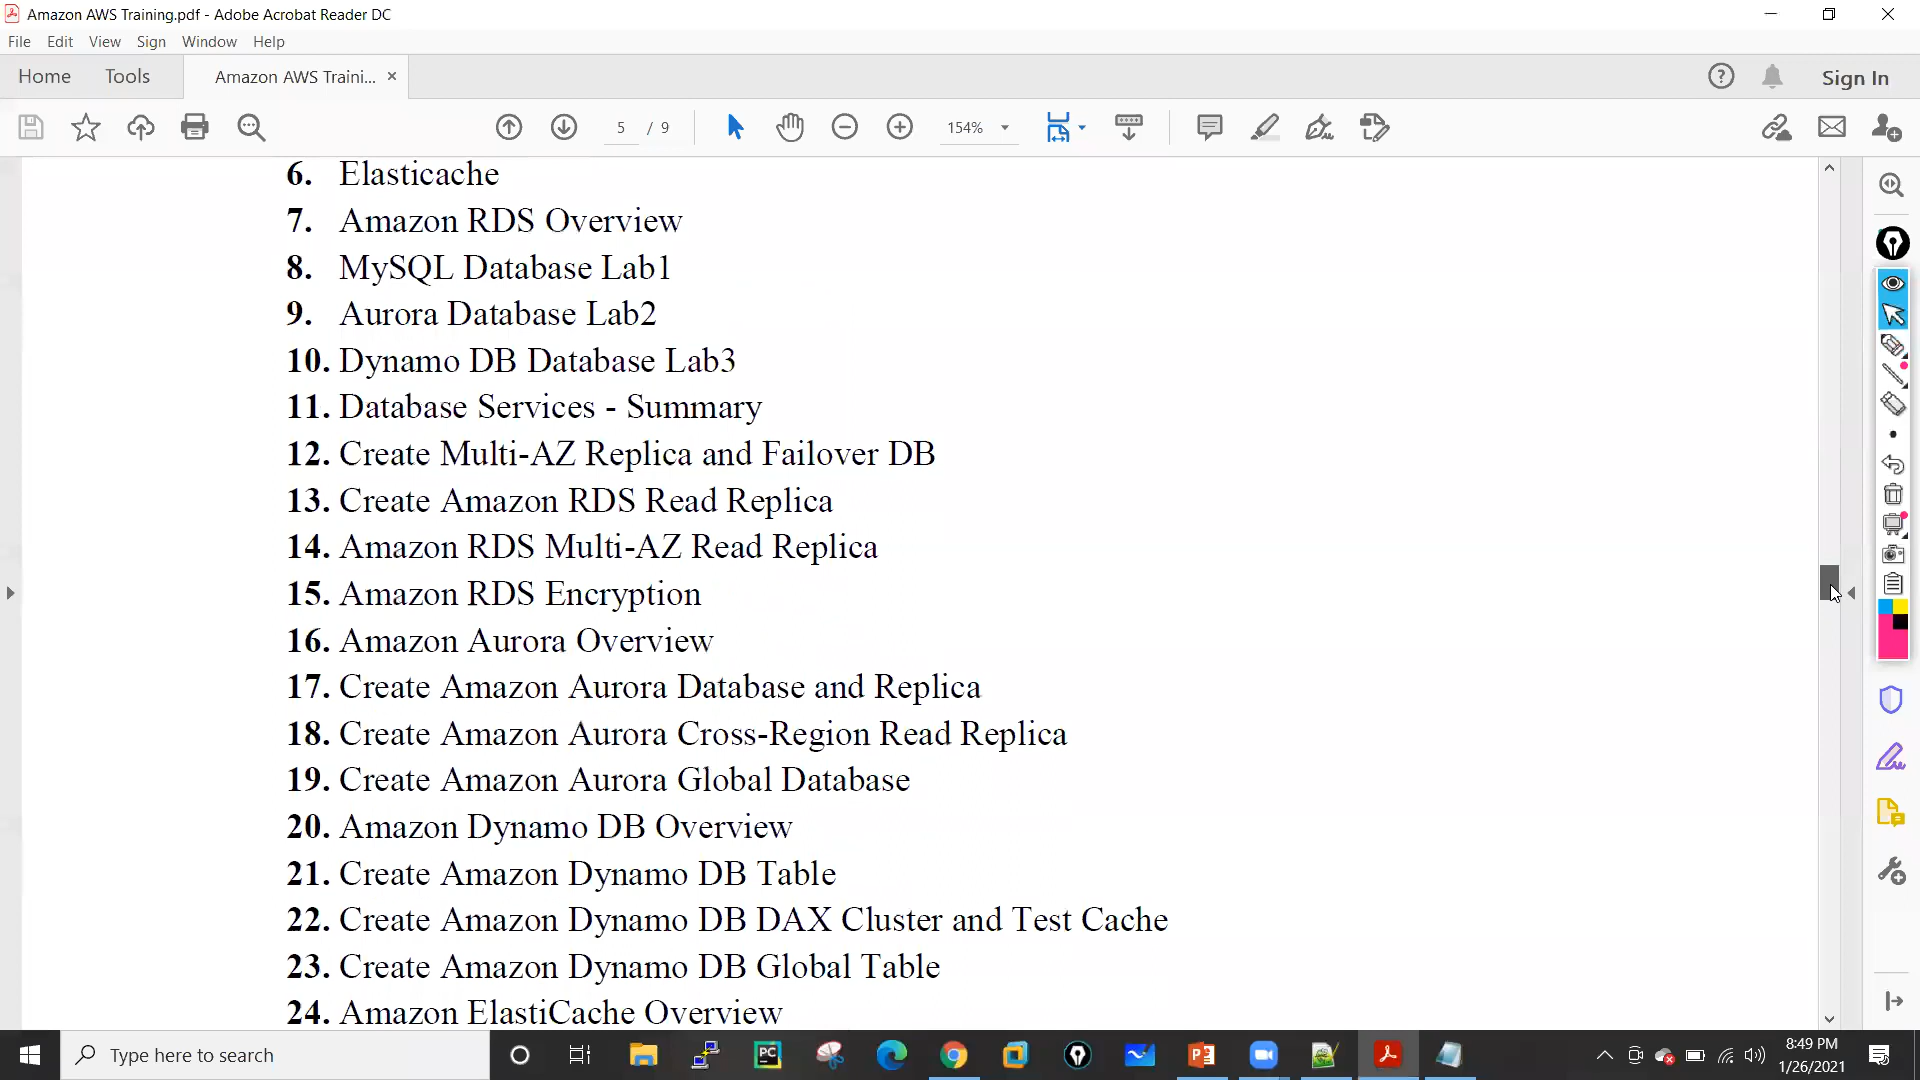 Amazon AWS Training.pdf - Adobe Acrobat Reader DC
File Edit View Sign Window Help
Home Tools Amazon AWS Traini... × Sign In
5 / 9 154%
6. Elasticache
7. Amazon RDS Overview
8. MySQL Database Lab1
9. Aurora Database Lab2
10. Dynamo DB Database Lab3
11. Database Services - Summary
12. Create Multi-AZ Replica and Failover DB
13. Create Amazon RDS Read Replica
14. Amazon RDS Multi-AZ Read Replica
15. Amazon RDS Encryption
16. Amazon Aurora Overview
17. Create Amazon Aurora Database and Replica
18. Create Amazon Aurora Cross-Region Read Replica
19. Create Amazon Aurora Global Database
20. Amazon Dynamo DB Overview
21. Create Amazon Dynamo DB Table
22. Create Amazon Dynamo DB DAX Cluster and Test Cache
23. Create Amazon Dynamo DB Global Table
24. Amazon ElastiCache Overview
Type here to search
8:49 PM
1/26/2021